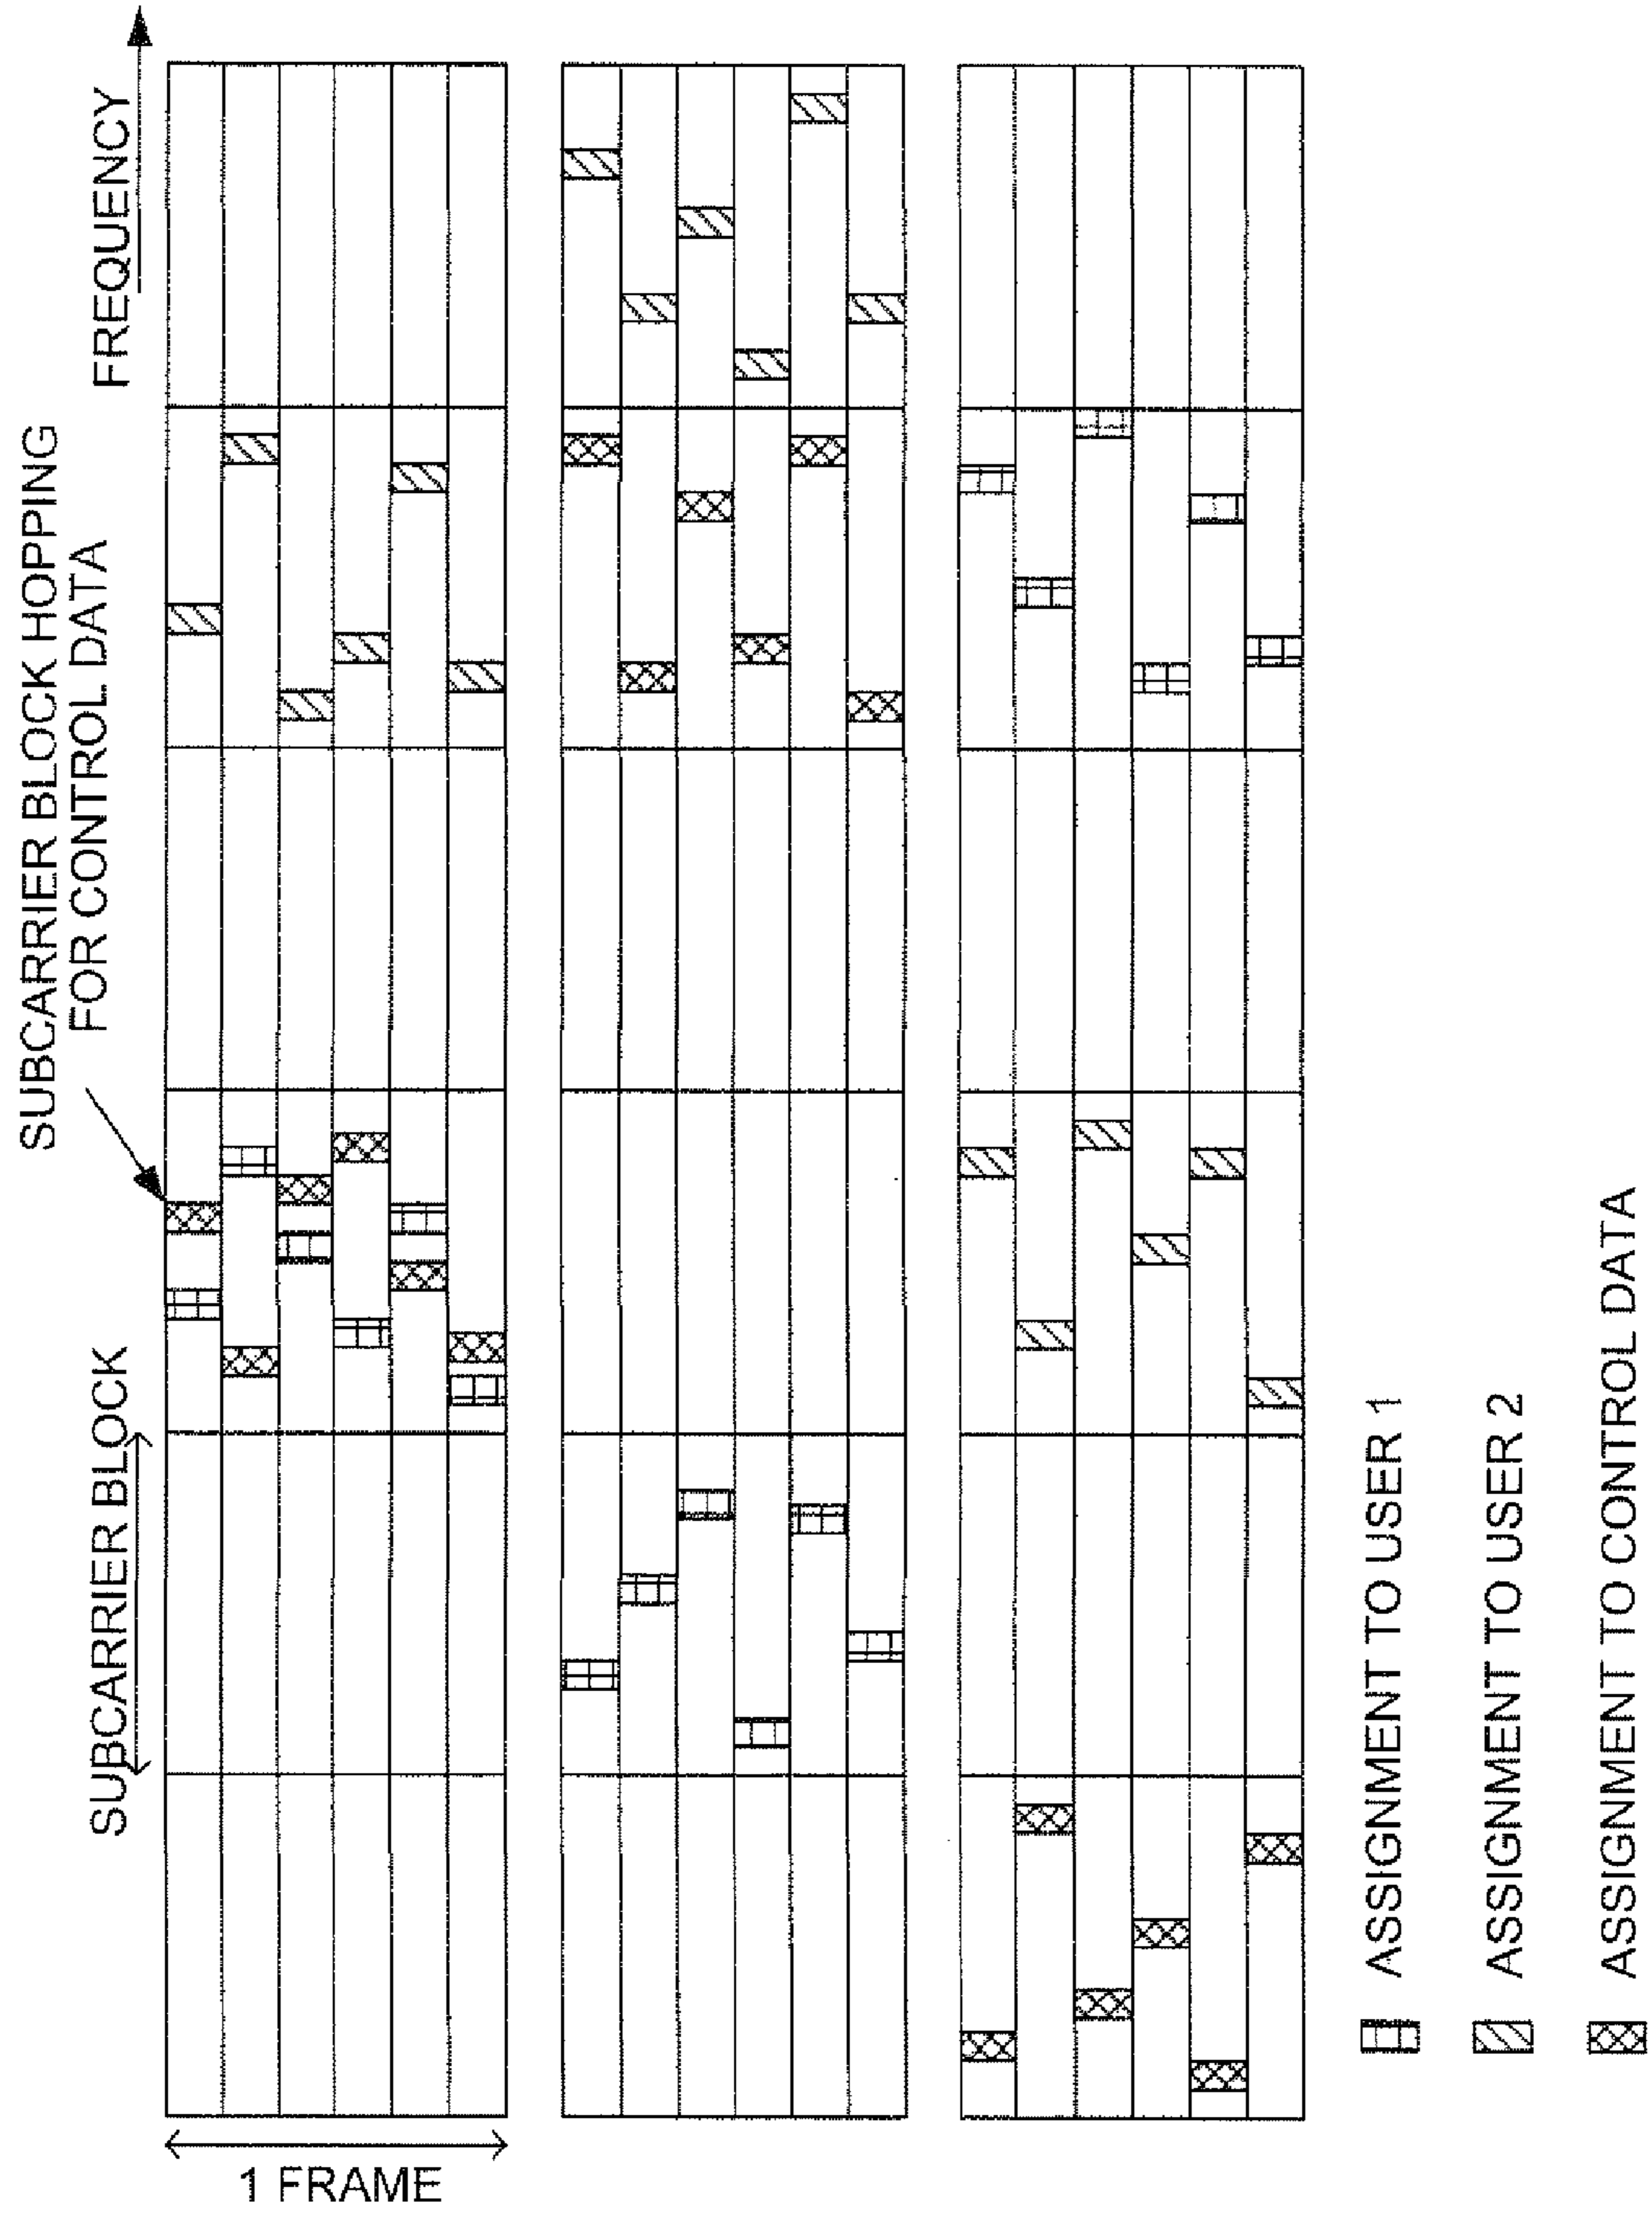 SUBCARRIER BLOCK HOPPING
FOR CONTROL DATA
FREQUENCY
SUBCARRIER BLOCK
1 FRAME
ASSIGNMENT TO USER 1
ASSIGNMENT TO USER 2
ASSIGNMENT TO CONTROL DATA